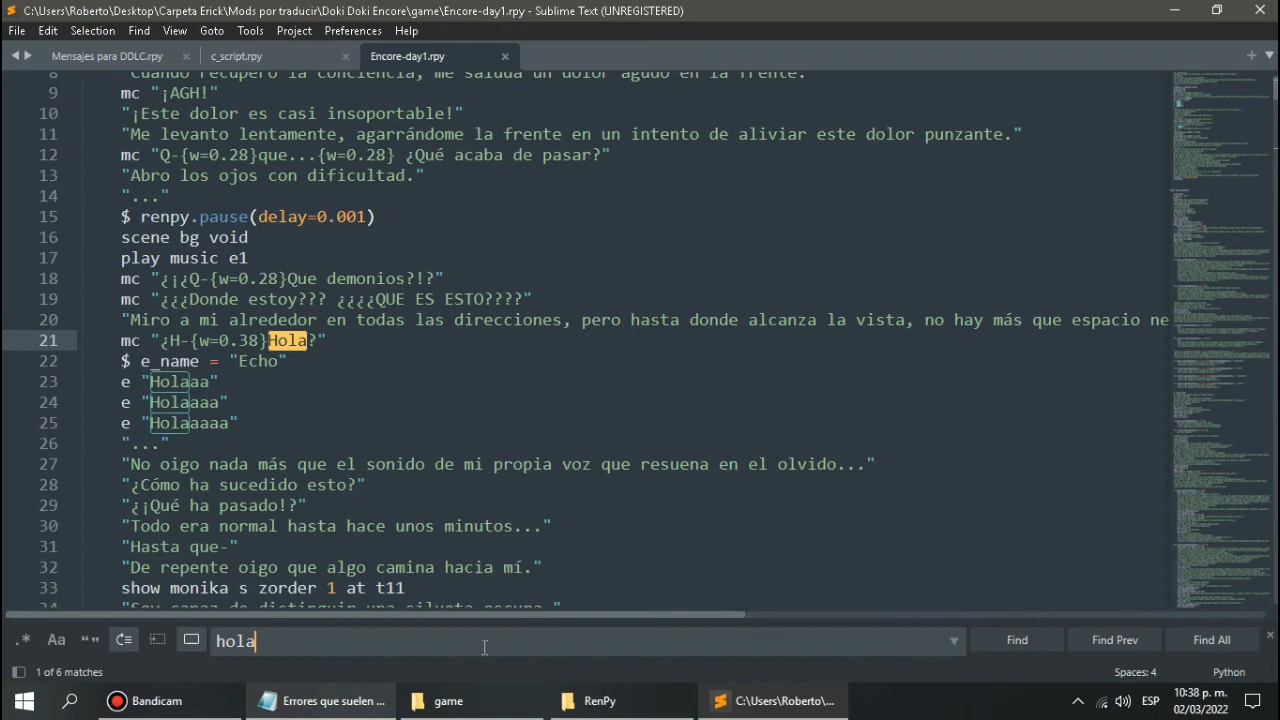 C:\Users\Roberto\Desktop\Carpeta Erick\Mods por traducir\Doki Doki Encore\game\Encore-day1.rpy - Sublime Text (UNREGISTERED)
File Edit Selection Find View Goto Tools Project Preferences Help
Mensajes para DDLC.rpy × c_script.rpy × Encore-day1.rpy ×
8 "Cuando recupero la conciencia, me saluda un dolor agudo en la frente."
9 mc "¡AGH!"
10 "¡Este dolor es casi insoportable!"
11 "Me levanto lentamente, agarrándome la frente en un intento de aliviar este dolor punzante."
12 mc "Q-{w=0.28}que...{w=0.28} ¿Qué acaba de pasar?"
13 "Abro los ojos con dificultad."
14 "..."
15 $ renpy.pause(delay=0.001)
16 scene bg void
17 play music e1
18 mc "¿¡¿Q-{w=0.28}Que demonios?!?"
19 mc "¿¿¿Donde estoy??? ¿¿¿¿QUE ES ESTO????"
20 "Miro a mi alrededor en todas las direcciones, pero hasta donde alcanza la vista, no hay más que espacio ne
21 mc "¿H-{w=0.38}Hola?"
22 $ e_name = "Echo"
23 e "Holaaa"
24 e "Holaaaa"
25 e "Holaaaaa"
26 "..."
27 "No oigo nada más que el sonido de mi propia voz que resuena en el olvido..."
28 "¿Cómo ha sucedido esto?"
29 "¿¡Qué ha pasado!?"
30 "Todo era normal hasta hace unos minutos..."
31 "Hasta que-"
32 "De repente oigo que algo camina hacia mí."
33 show monika s zorder 1 at t11
34 "Soy capaz de distinguir una silueta oscura."
.* Aa “” hola Find Find Prev Find All ×
1 of 6 matches Spaces: 4 Python
Bandicam Errores que suelen ... game RenPy C:\Users\Roberto\... ESP 10:38 p. m.
02/03/2022